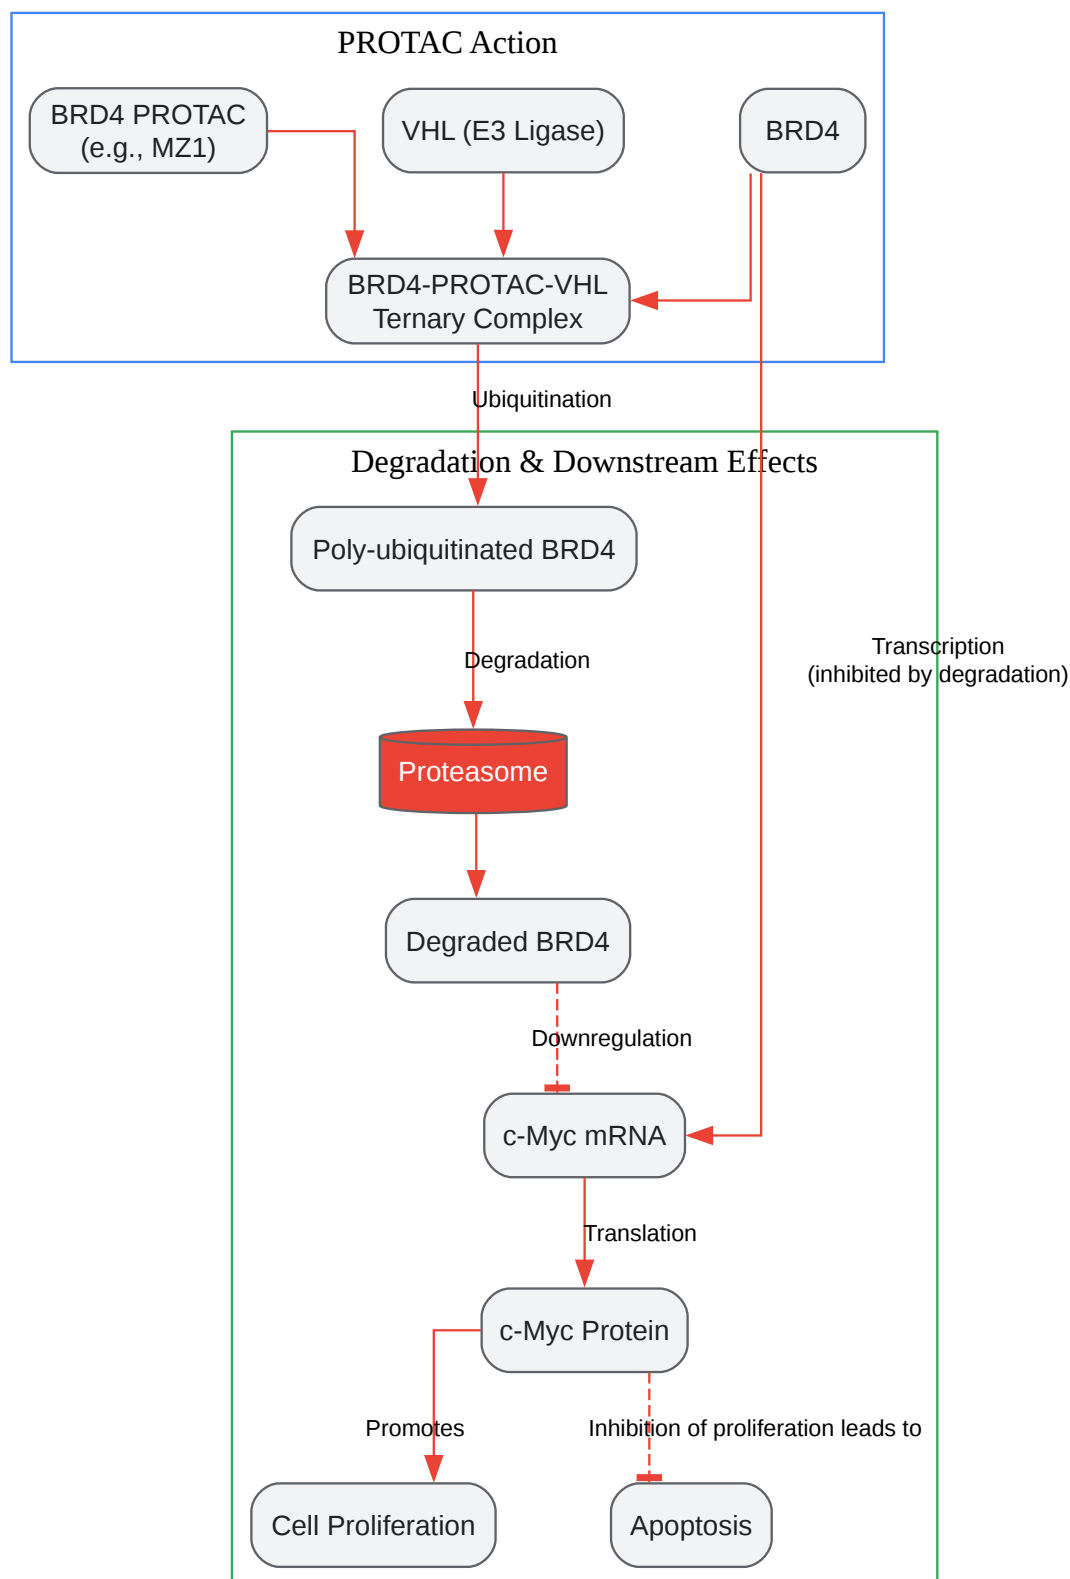 PROTAC Action
BRD4 PROTAC
(e.g., MZ1)
VHL (E3 Ligase)
BRD4
BRD4-PROTAC-VHL
Ternary Complex
Ubiquitination
Degradation & Downstream Effects
Poly-ubiquitinated BRD4
Transcription
(inhibited by degradation)
Degradation
Proteasome
Degraded BRD4
Downregulation
c-Myc mRNA
Translation
c-Myc Protein
Promotes
Inhibition of proliferation leads to
Cell Proliferation
Apoptosis